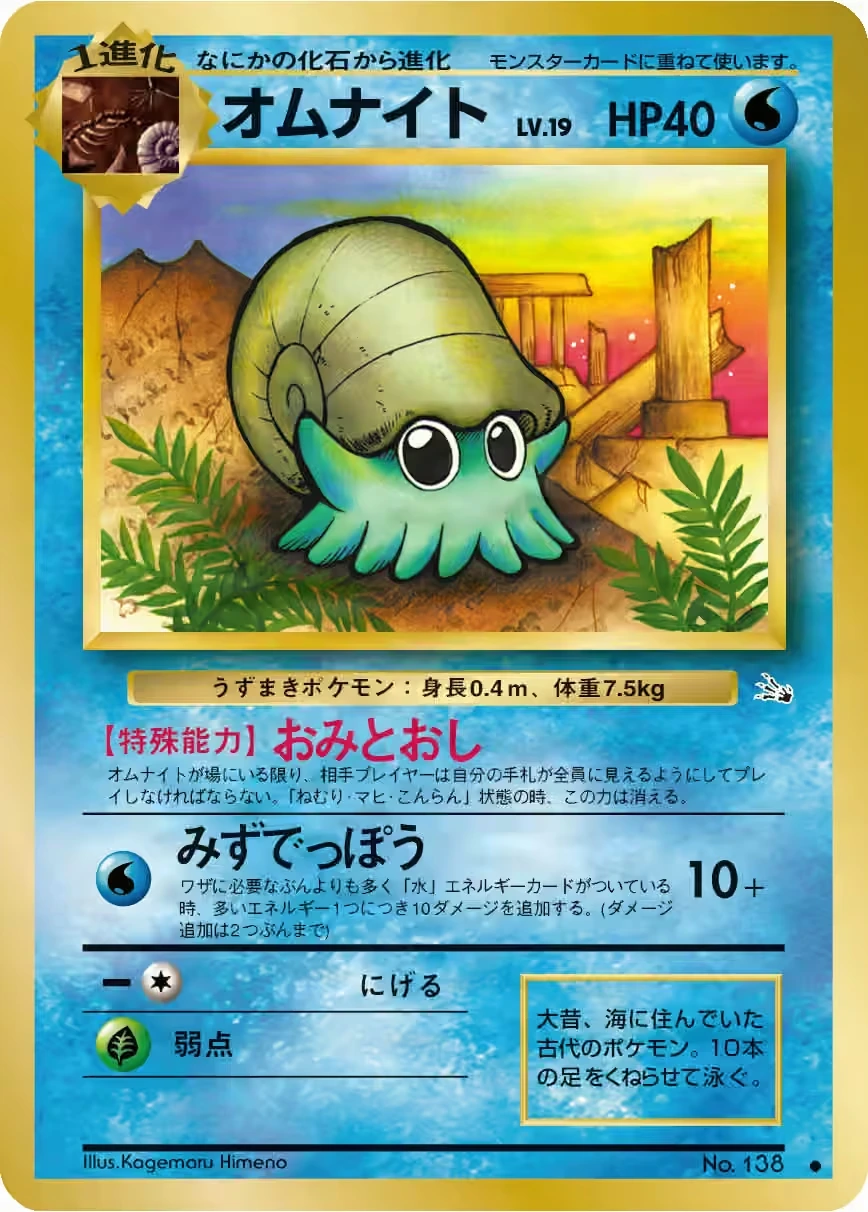 1進化 なにかの化石から進化 モンスターカードに重ねて使います。
オムナイト LV.19 HP40
うずまきポケモン：身長0.4m、体重7.5kg
【特殊能力】おみとおし
オムナイトが場にいる限り、相手プレイヤーは自分の手札が全員に見えるようにしてプレ
イしなければならない。「ねむり・マヒ・こんらん」状態の時、この力は消える。
みずでっぽう 10+
ワザに必要なぶんよりも多く「水」エネルギーカードがついている
時、多いエネルギー1つにつき10ダメージを追加する。(ダメージ
追加は2つぶんまで)
にげる
弱点
大昔、海に住んでいた
古代のポケモン。10本
の足をくねらせて泳ぐ。
Illus.Kagemaru Himeno No. 138